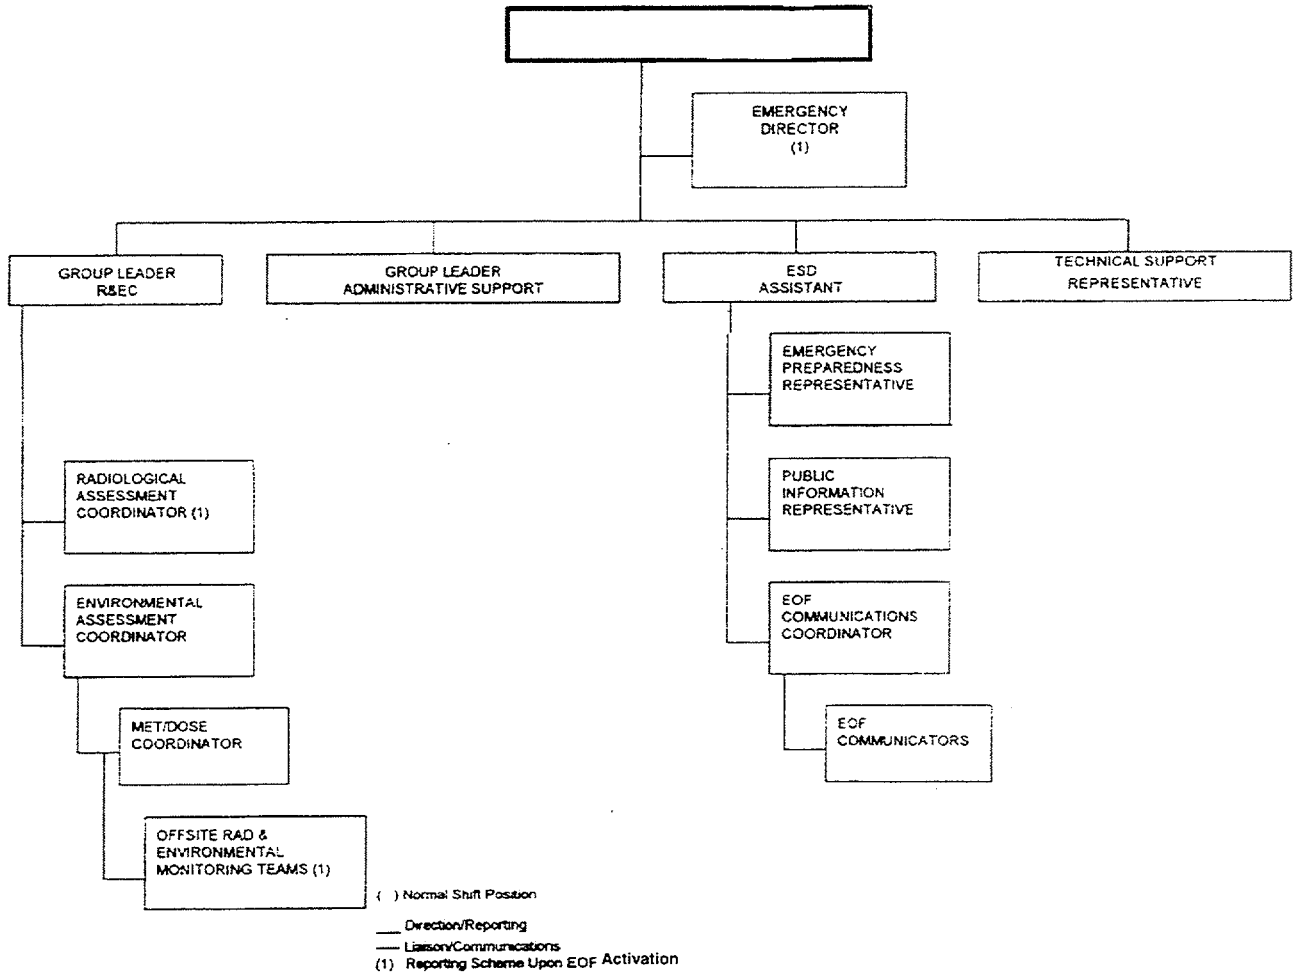 EMERGENCY
DIRECTOR
(1)
GROUP LEADER
R&EC
GROUP LEADER
ADMINISTRATIVE SUPPORT
ESD
ASSISTANT
TECHNICAL SUPPORT
REPRESENTATIVE
EMERGENCY
PREPAREDNESS
REPRESENTATIVE
RADIOLOGICAL
ASSESSMENT
COORDINATOR (1)
PUBLIC
INFORMATION
REPRESENTATIVE
ENVIRONMENTAL
ASSESSMENT
COORDINATOR
EOF
COMMUNICATIONS
COORDINATOR
MET/DOSE
COORDINATOR
EOF
COMMUNICATORS
OFFSITE RAD &
ENVIRONMENTAL
MONITORING TEAMS (1)
( ) Normal Shift Position
Direction/Reporting
Liaison/Communications
(1) Reporting Scheme Upon EOF Activation